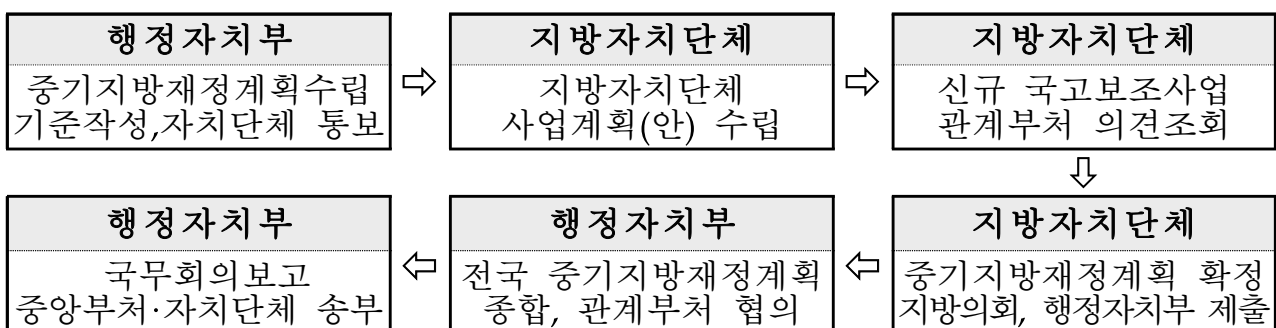 행정자치부
중기지방재정계획수립
기준작성,자치단체 통보
지방자치단체
지방자치단체
사업계획(안) 수립
지방자치단체
신규 국고보조사업
관계부처 의견조회
지방자치단체
중기지방재정계획 확정
지방의회, 행정자치부 제출
행정자치부
전국 중기지방재정계획
종합, 관계부처 협의
행정자치부
국무회의보고
중앙부처·자치단체 송부